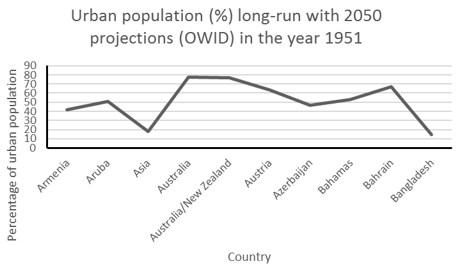 Urban population (%) long-run with 2050
projections (OWID) in the year 1951
Percentage of urban population
90
80
70
60
50
40
30
20
10
0
Armenia
Aruba
Asia
Australia
Australia/New Zealand
Austria
Azerbaijan
Bahamas
Bahrain
Bangladesh
Country